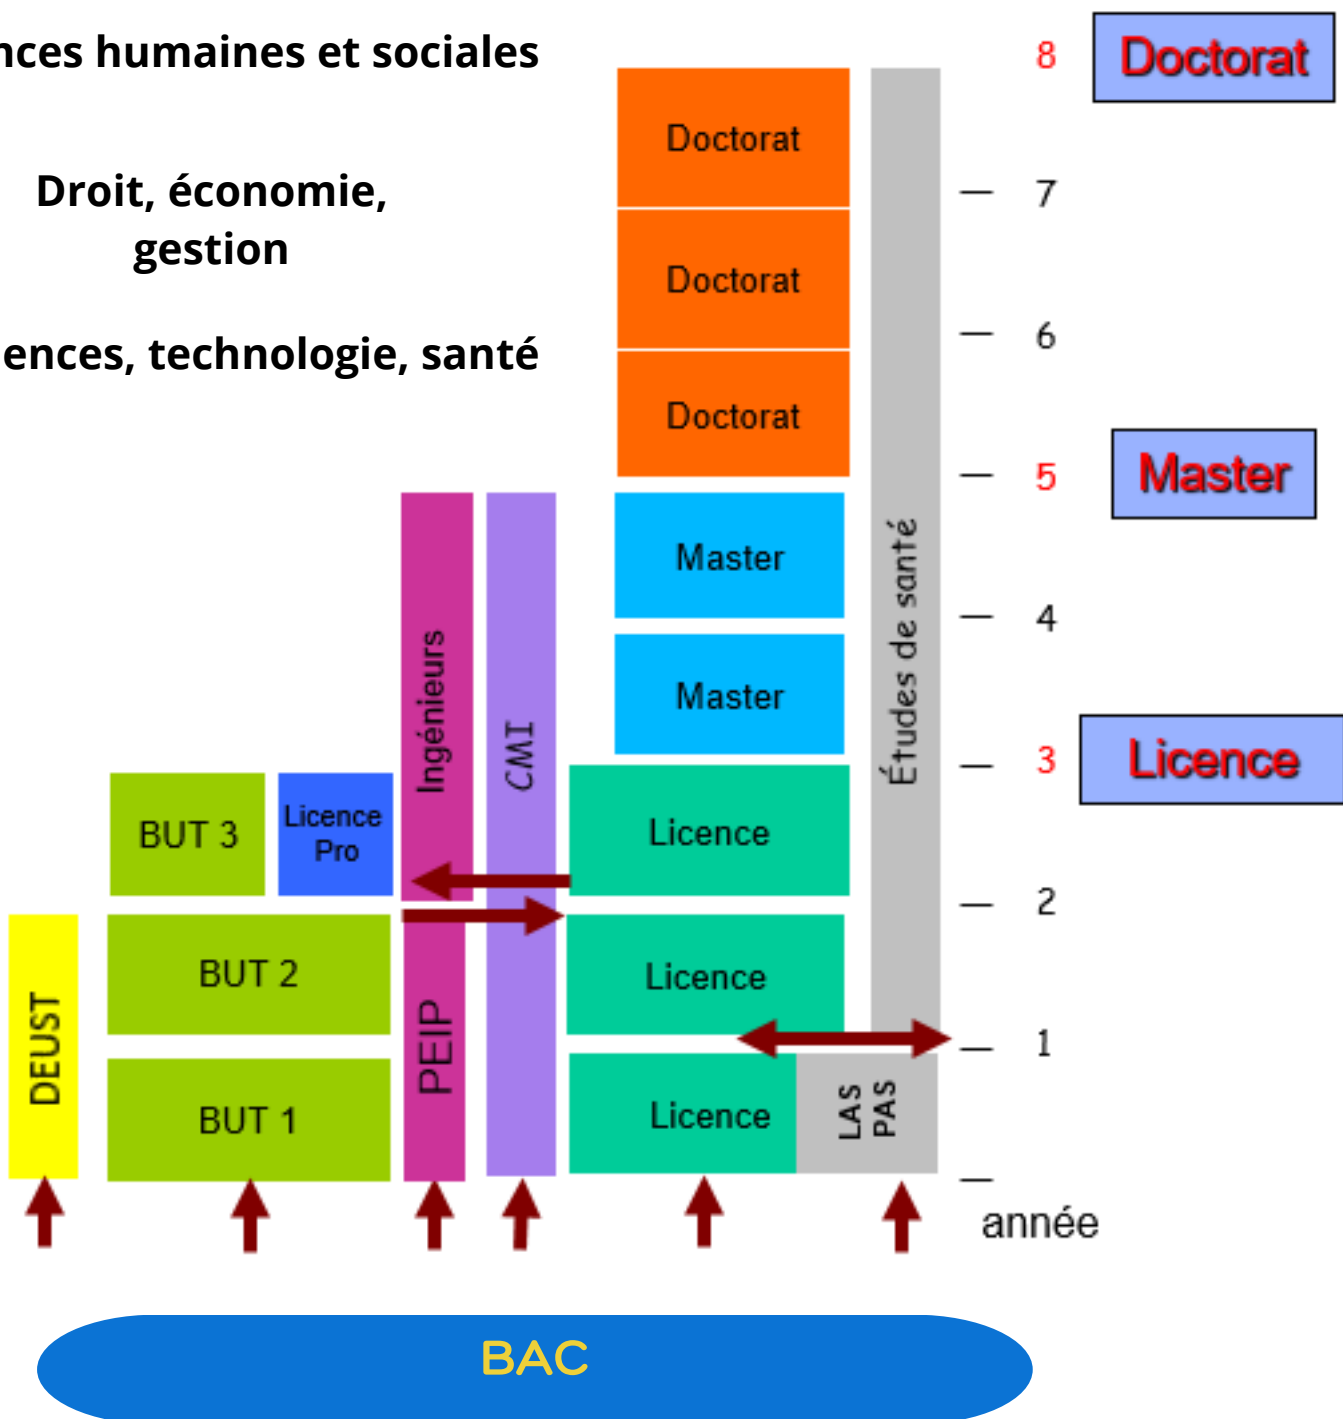 nces humaines et sociales
Droit, économie,
gestion
ences, technologie, santé
8
Doctorat
Doctorat
7
Doctorat
6
Doctorat
5
Master
Master
4
Master
3
Licence
Études de santé
Ingénieurs
CMI
BUT 3
Licence
Pro
Licence
2
DEUST
BUT 2
PEIP
Licence
1
BUT 1
Licence
LAS
PAS
année
BAC